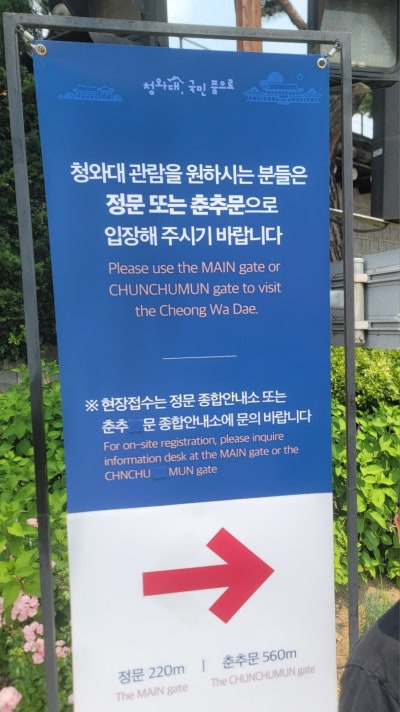 청와대, 국민 품으로
청와대 관람을 원하시는 분들은
정문 또는 춘추문으로
입장해 주시기 바랍니다
Please use the MAIN gate or
CHUNCHUMUN gate to visit
the Cheong Wa Dae.
※ 현장접수는 정문 종합안내소 또는
춘추 문 종합안내소에 문의 바랍니다
For on-site registration, please inquire
information desk at the MAIN gate or the
CHNCHU MUN gate
정문 220m | 춘추문 560m
The MAIN gate The CHUNCHUMUN gate